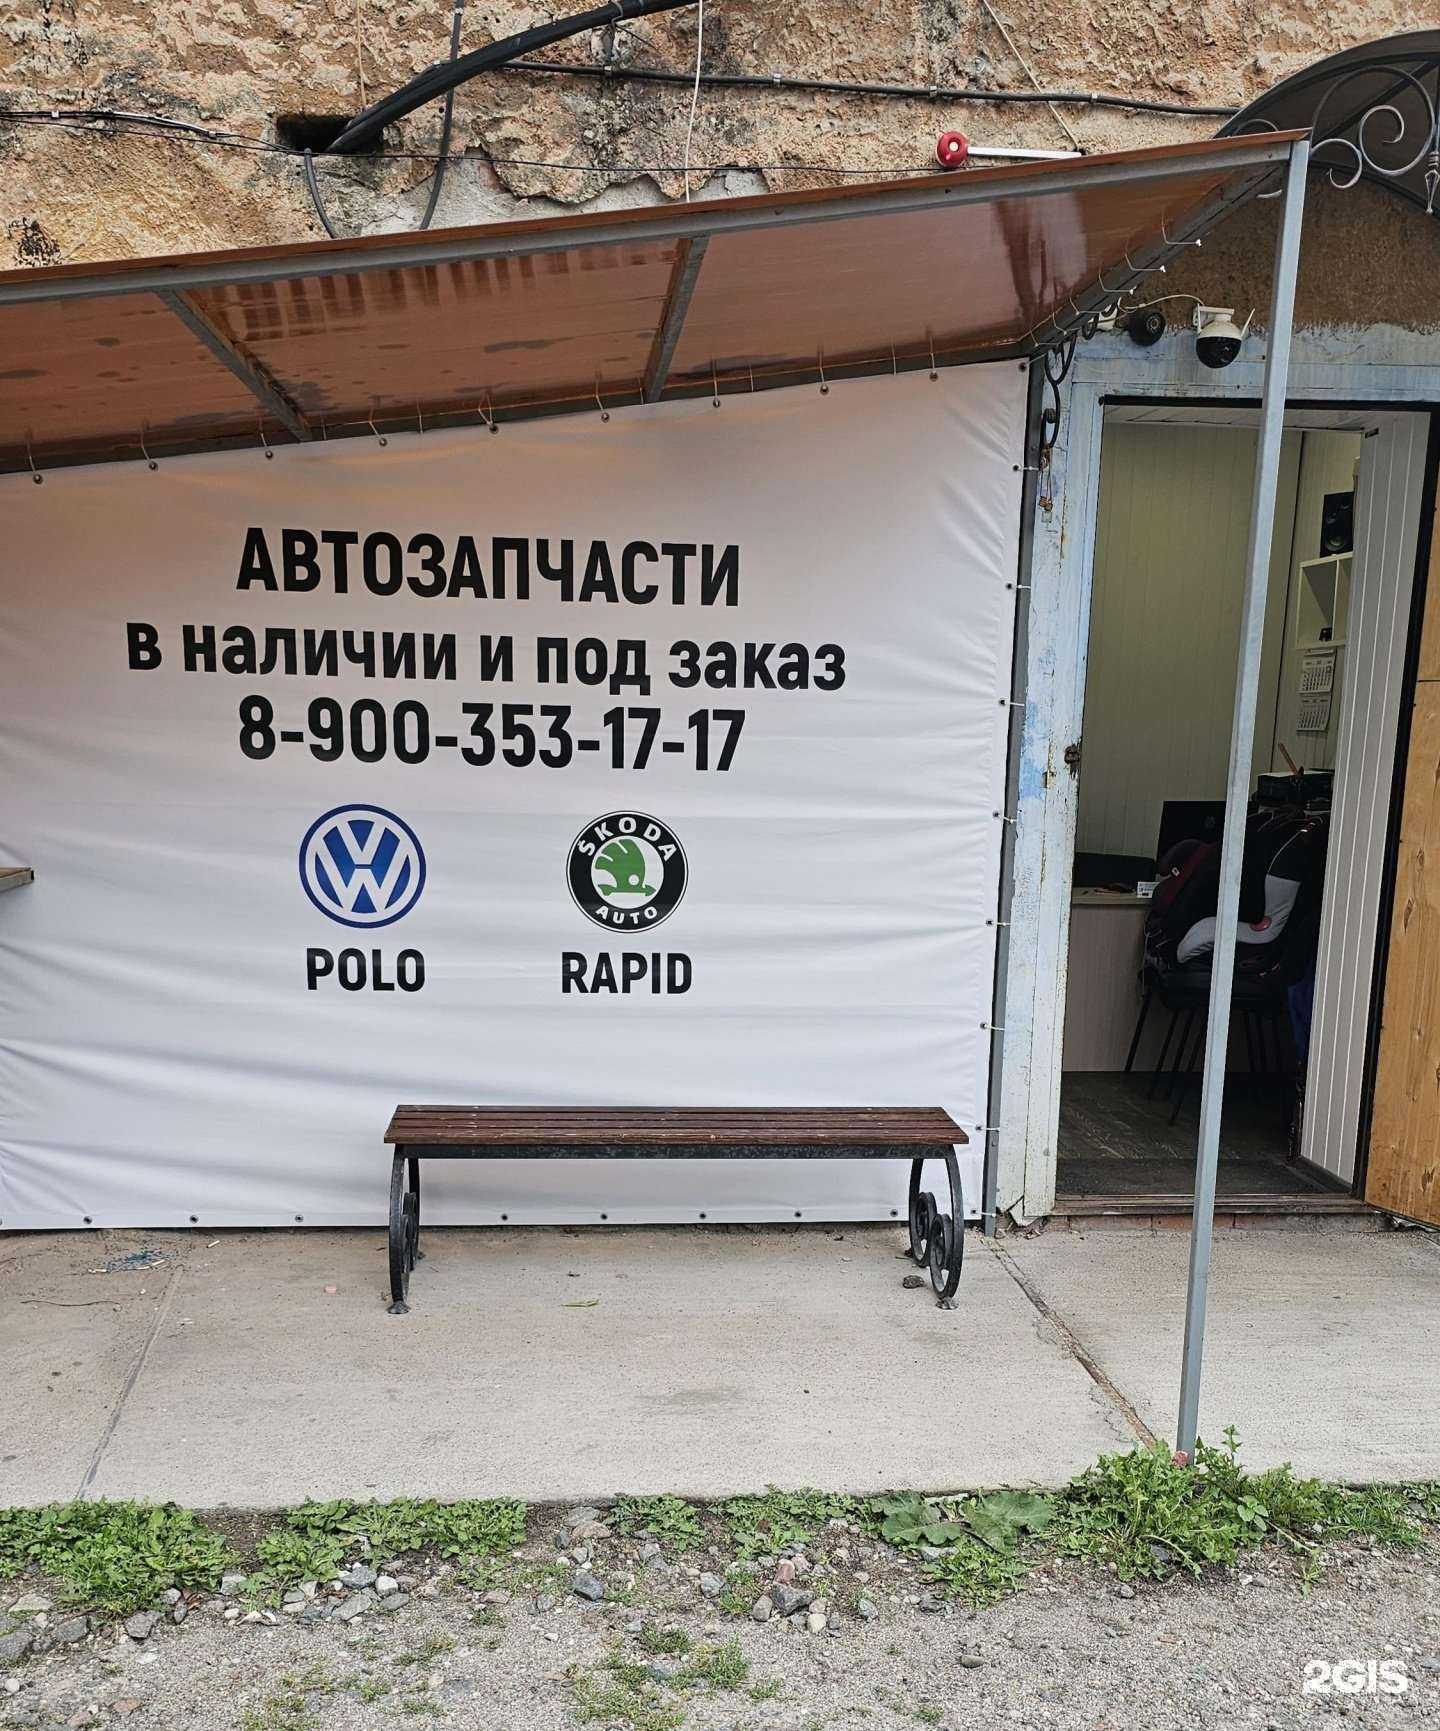 АВТОЗАПЧАСТИ
в наличии и под заказ
8-900-353-17-17
ŠKODA
AUTO
POLO
RAPID
2GIS